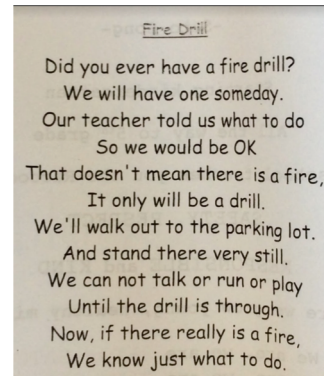 Fire Drill
Did you ever have a fire drill?
We will have one someday.
Our teacher told us what to do
So we would be OK
That doesn't mean there is a fire,
It only will be a drill.
We'll walk out to the parking lot.
And stand there very still.
We can not talk or run or play
Until the drill is through.
Now, if there really is a fire,
We know just what to do.